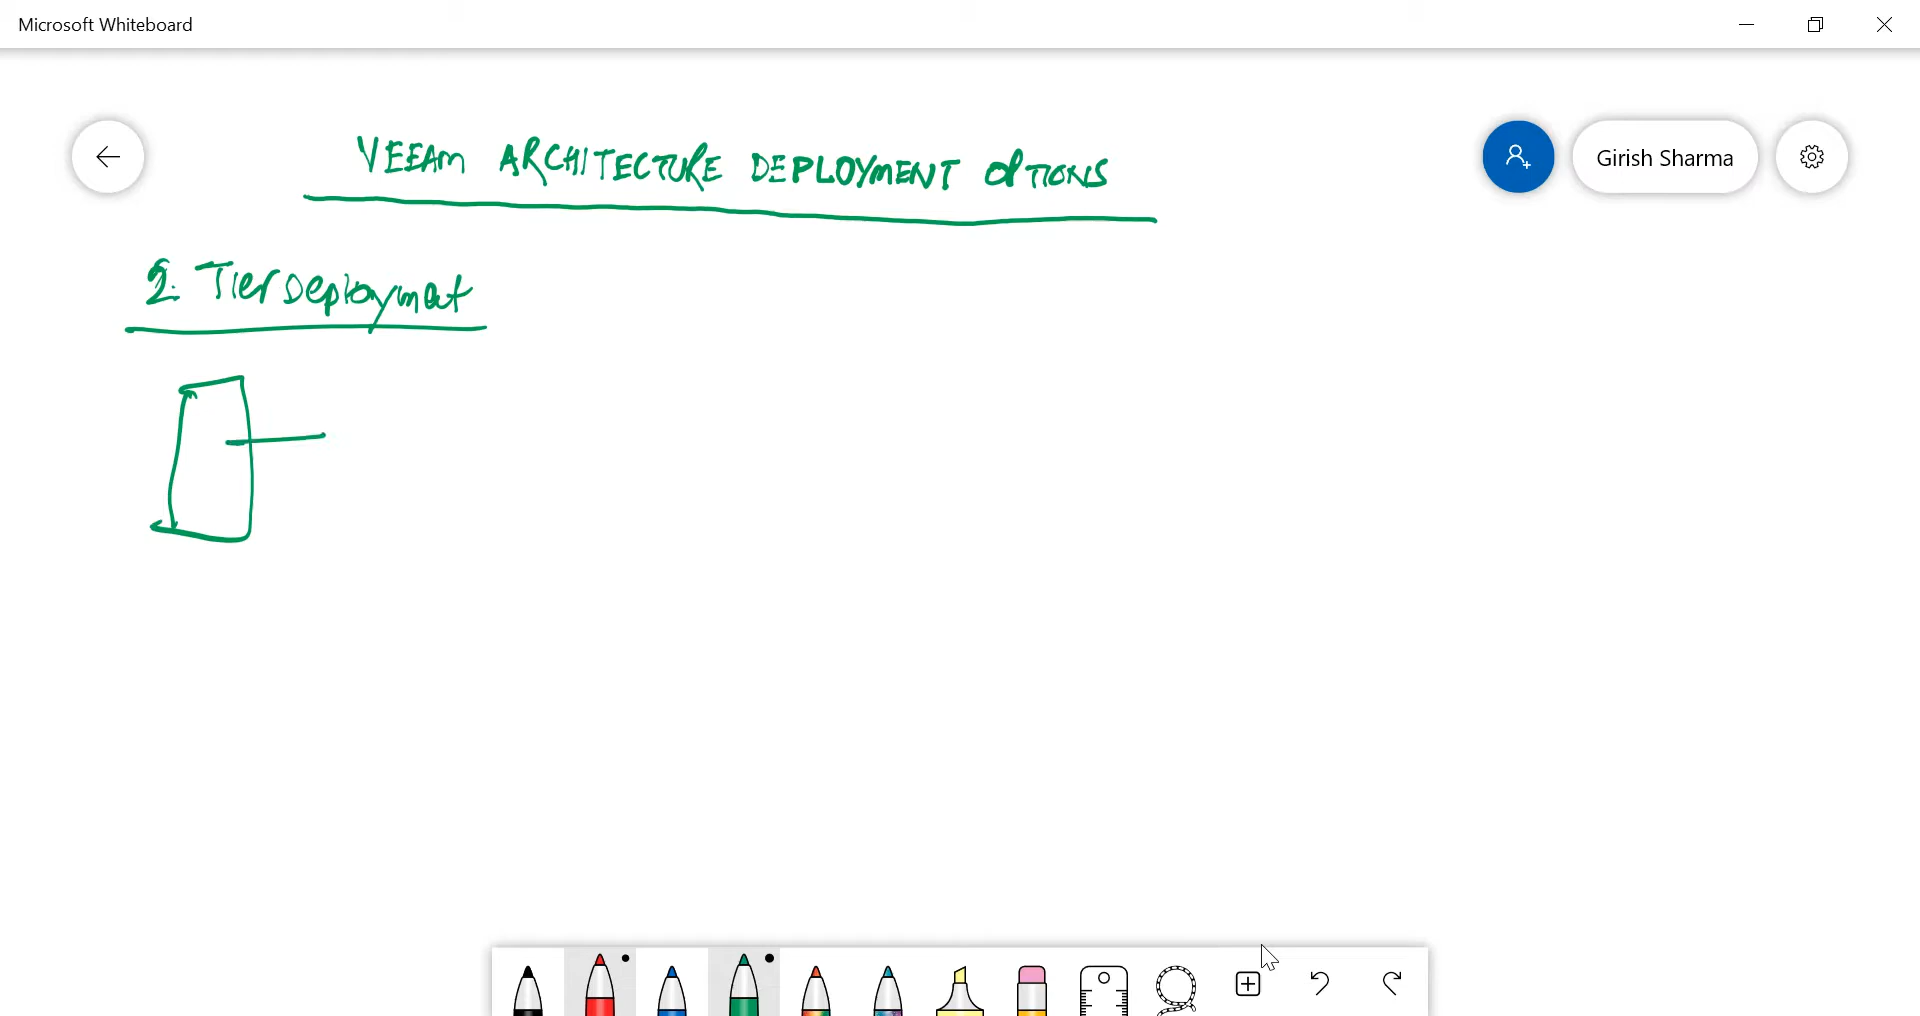 Microsoft Whiteboard
VEEAM ARCHITECTURE DEPLOYMENT OPTIONS
Girish Sharma
2. Tier Deployment